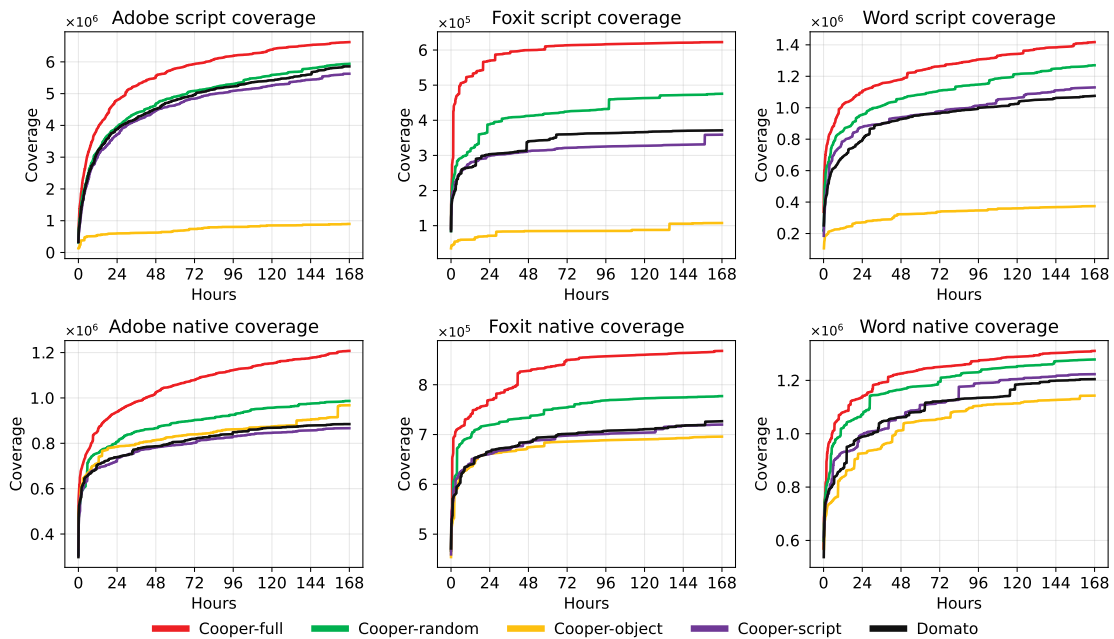 Adobe script coverage
×10⁶
Coverage
6
5
4
3
2
1
0
0 24 48 72 96 120 144 168
Hours
Foxit script coverage
×10⁵
Coverage
6
5
4
3
2
1
0 24 48 72 96 120 144 168
Hours
Word script coverage
×10⁶
Coverage
1.4
1.2
1.0
0.8
0.6
0.4
0.2
0 24 48 72 96 120 144 168
Hours
Adobe native coverage
×10⁶
Coverage
1.2
1.0
0.8
0.6
0.4
0 24 48 72 96 120 144 168
Hours
Foxit native coverage
×10⁵
Coverage
8
7
6
5
0 24 48 72 96 120 144 168
Hours
Word native coverage
×10⁶
Coverage
1.2
1.0
0.8
0.6
0 24 48 72 96 120 144 168
Hours
Cooper-full Cooper-random Cooper-object Cooper-script Domato